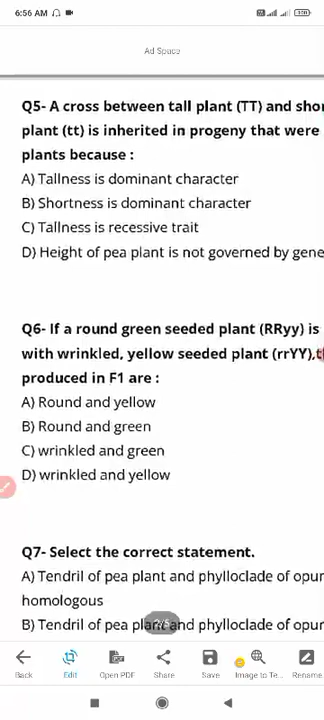 6:56 AM
Ad Space
Q5- A cross between tall plant (TT) and sho
plant (tt) is inherited in progeny that were
plants because :
A) Tallness is dominant character
B) Shortness is dominant character
C) Tallness is recessive trait
D) Height of pea plant is not governed by gene
Q6- If a round green seeded plant (RRyy) is
with wrinkled, yellow seeded plant (rrYY),t
produced in F1 are :
A) Round and yellow
B) Round and green
C) wrinkled and green
D) wrinkled and yellow
Q7- Select the correct statement.
A) Tendril of pea plant and phylloclade of opur
homologous
B) Tendril of pea plant and phylloclade of opur
Back Edit Open PDF Share Save Image to Te... Rename